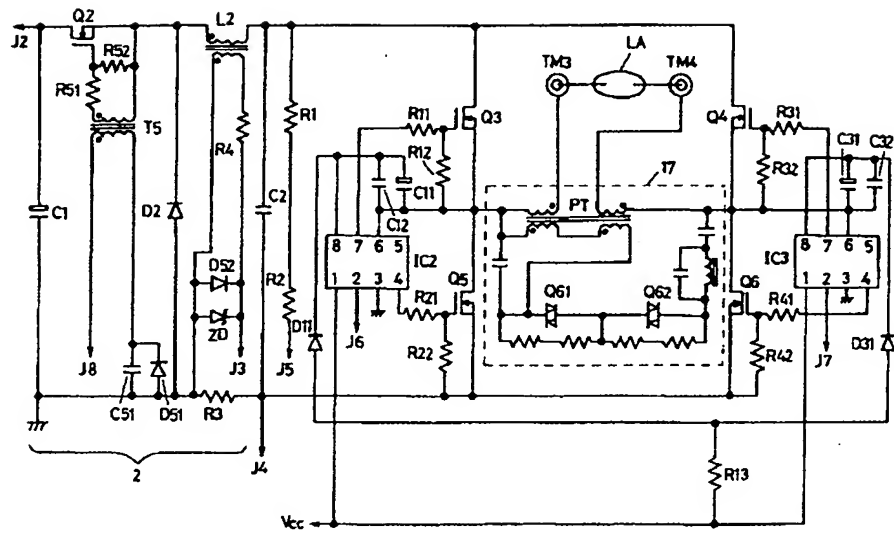 Q2 L2 LA
J2 TM3 TM4
R52
R51 R11 Q3 Q4 R31 C31 C32
T5 R1
R4 R12 R32
17
PT
C1 D2 C2 C12 C11
8 7 6 5 IC2 IC3 8 7 6 5
1 2 3 4 1 2 3 4
D52 R2 Q5 Q61 Q62 Q6
R21 R41
ZD D11 J6 J7 D31
J8 J3 J5 R22 R42
C51 D51 R3
2 J4 R13
Vcc